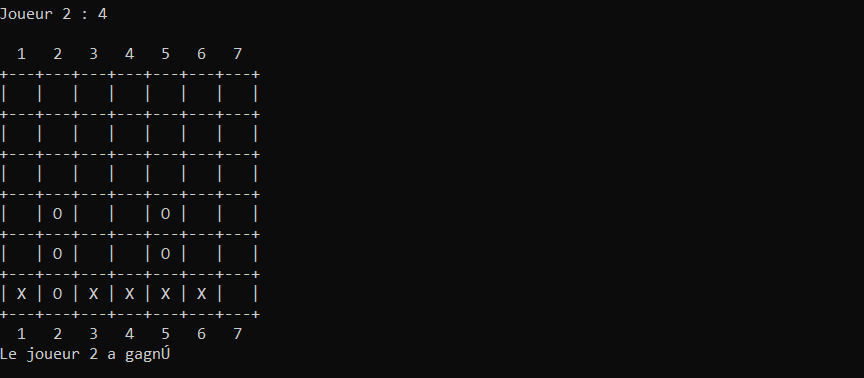 Joueur 2 : 4
  1   2   3   4   5   6   7
+---+---+---+---+---+---+---+
|   |   |   |   |   |   |   |
+---+---+---+---+---+---+---+
|   |   |   |   |   |   |   |
+---+---+---+---+---+---+---+
|   |   |   |   |   |   |   |
+---+---+---+---+---+---+---+
|   | O |   |   | O |   |   |
+---+---+---+---+---+---+---+
|   | O |   |   | O |   |   |
+---+---+---+---+---+---+---+
| X | O | X | X | X | X |   |
+---+---+---+---+---+---+---+
  1   2   3   4   5   6   7
Le joueur 2 a gagnÚ